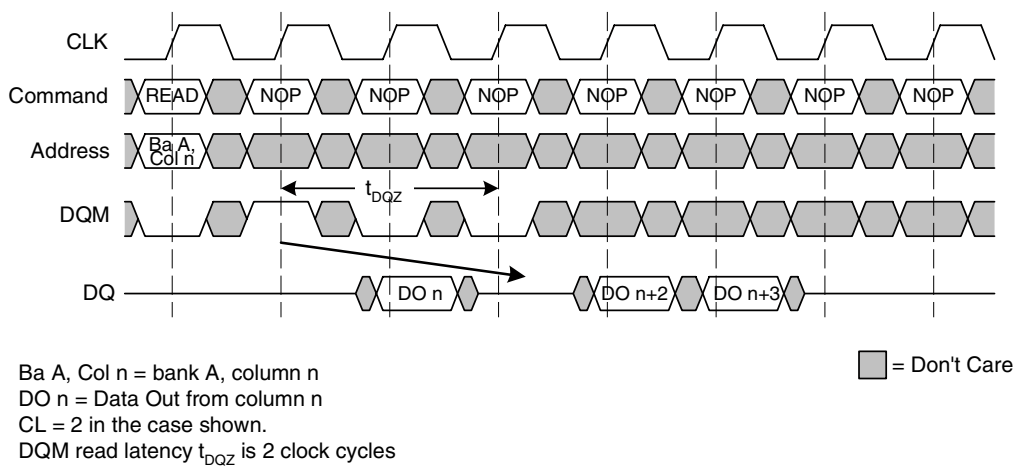 CLK
Command READ NOP NOP NOP NOP NOP NOP NOP
Address Ba A,
Col n
tDQZ
DQM
DQ DO n DO n+2 DO n+3
Ba A, Col n = bank A, column n
= Don't Care
DO n = Data Out from column n
CL = 2 in the case shown.
DQM read latency tDQZ is 2 clock cycles